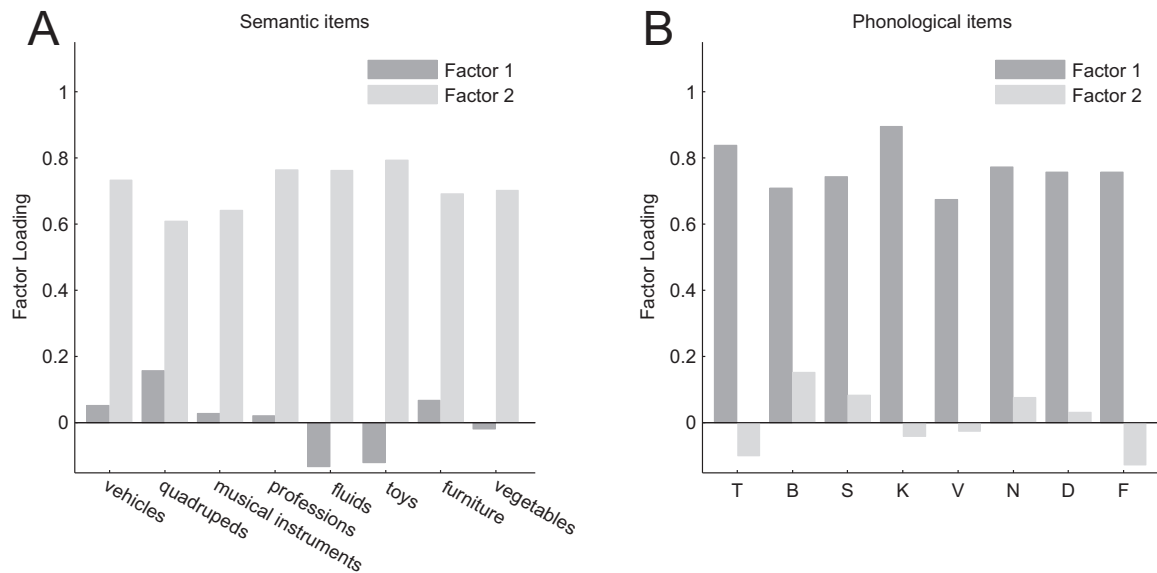 A
Semantic items
Factor 1
Factor 2
Factor Loading
1
0.8
0.6
0.4
0.2
0
vehicles
quadrupeds
musical instruments
professions
fluids
toys
furniture
vegetables
B
Phonological items
Factor 1
Factor 2
Factor Loading
1
0.8
0.6
0.4
0.2
0
T B S K V N D F